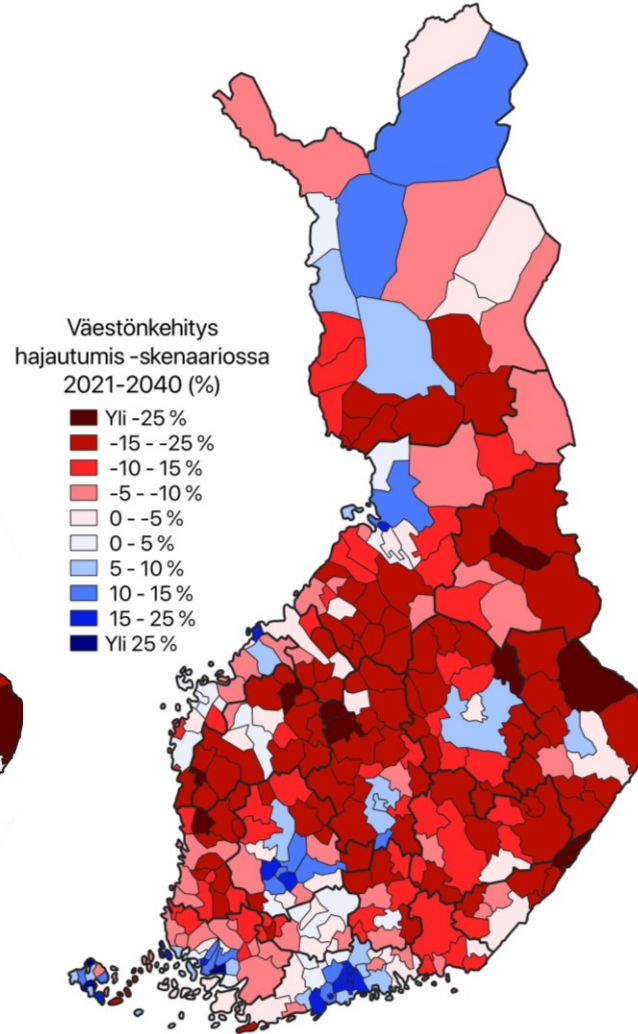 Väestönkehitys
hajautumis -skenaariossa
2021-2040 (%)
Yli -25 %
-15 - -25 %
-10 - 15 %
-5 - -10 %
0 - -5 %
0 - 5 %
5 - 10 %
10 - 15 %
15 - 25 %
Yli 25 %